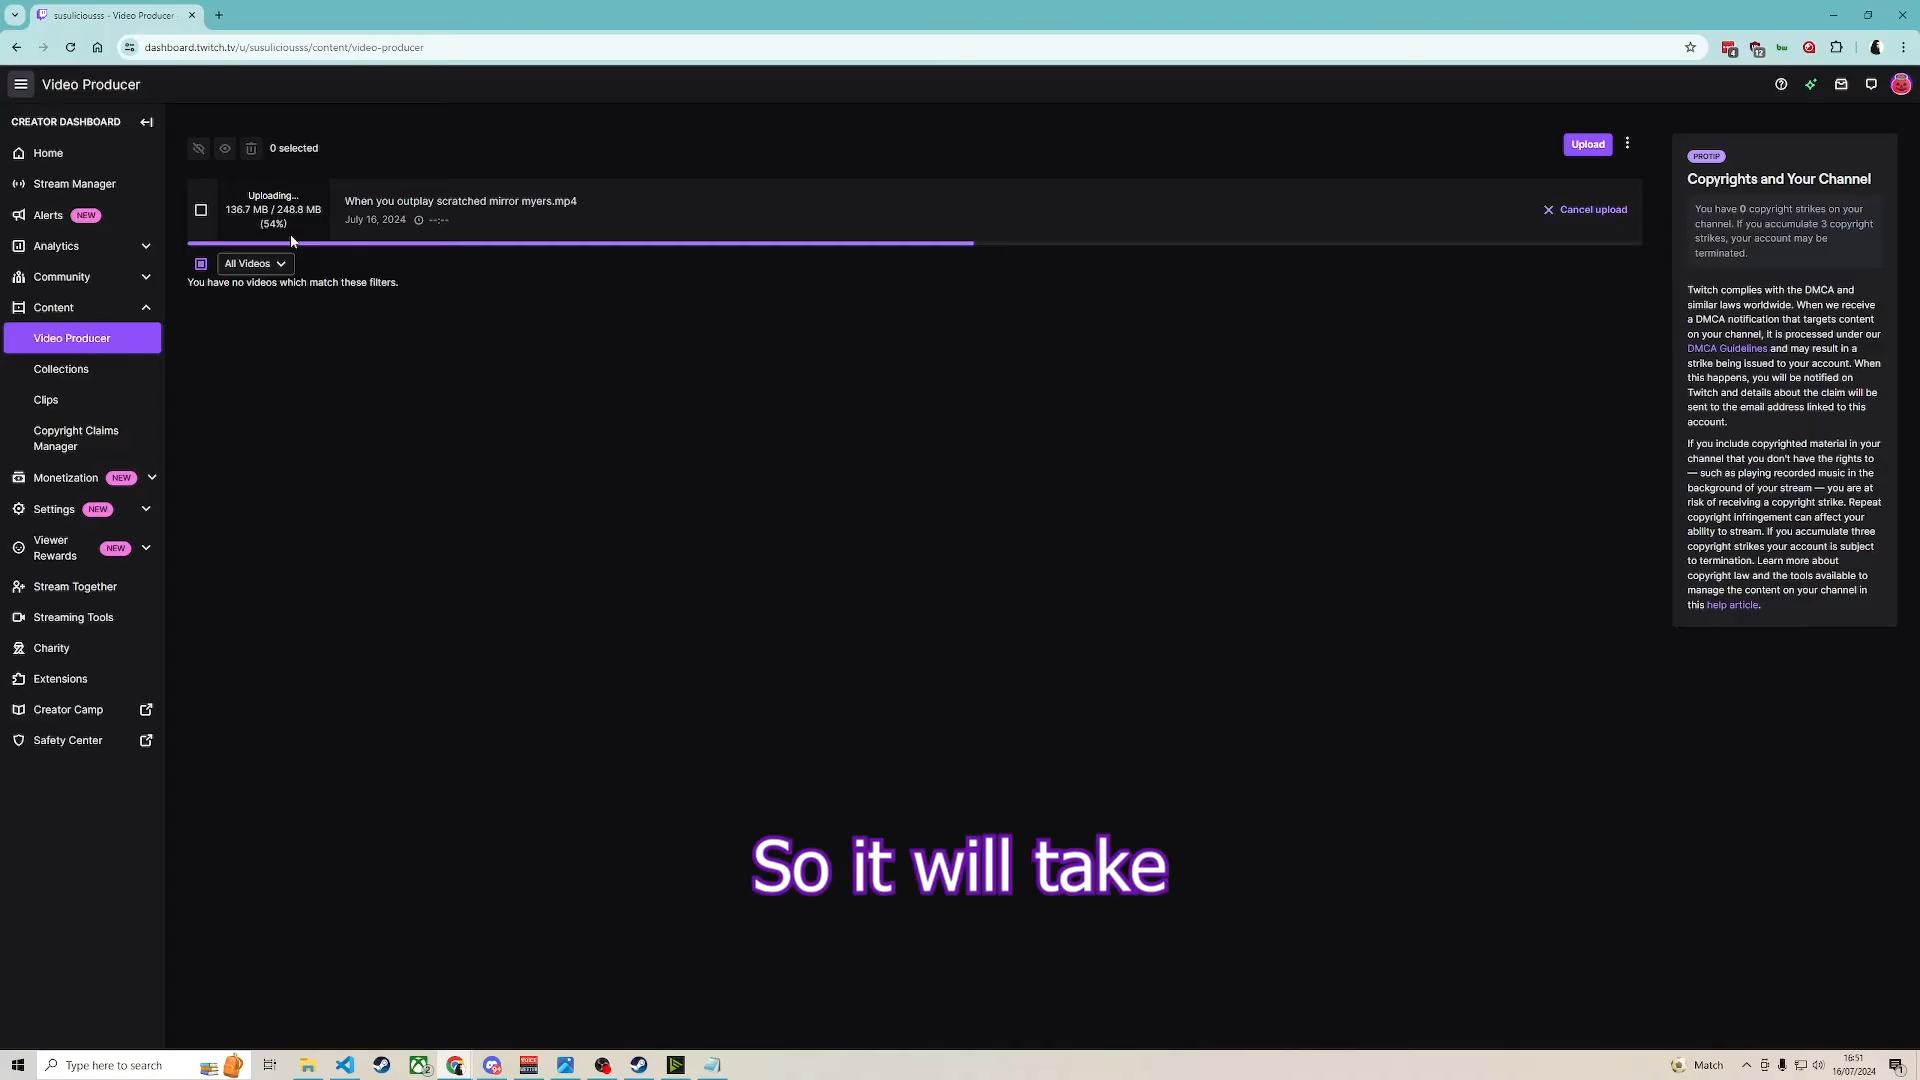 susuliciousss - Video Producer
dashboard.twitch.tv/u/susuliciousss/content/video-producer
4
12
bw
Video Producer
CREATOR DASHBOARD
Home
Stream Manager
Alerts NEW
Analytics
Community
Content
Video Producer
Collections
Clips
Copyright Claims
Manager
Monetization NEW
Settings NEW
Viewer
Rewards NEW
Stream Together
Streaming Tools
Charity
Extensions
Creator Camp
Safety Center
0 selected
Upload
Uploading...
136.7 MB / 248.8 MB
(54%)
When you outplay scratched mirror myers.mp4
July 16, 2024 --:--
Cancel upload
All Videos
You have no videos which match these filters.
PROTIP
Copyrights and Your Channel
You have 0 copyright strikes on your
channel. If you accumulate 3 copyright
strikes, your account may be
terminated.
Twitch complies with the DMCA and
similar laws worldwide. When we receive
a DMCA notification that targets content
on your channel, it is processed under our
DMCA Guidelines and may result in a
strike being issued to your account. When
this happens, you will be notified on
Twitch and details about the claim will be
sent to the email address linked to this
account.
If you include copyrighted material in your
channel that you don't have the rights to
— such as playing recorded music in the
background of your stream — you are at
risk of receiving a copyright strike. Repeat
copyright infringement can affect your
ability to stream. If you accumulate three
copyright strikes your account is subject
to termination. Learn more about
copyright law and the tools available to
manage the content on your channel in
this help article.
So it will take
Type here to search
Match
16:51
16/07/2024